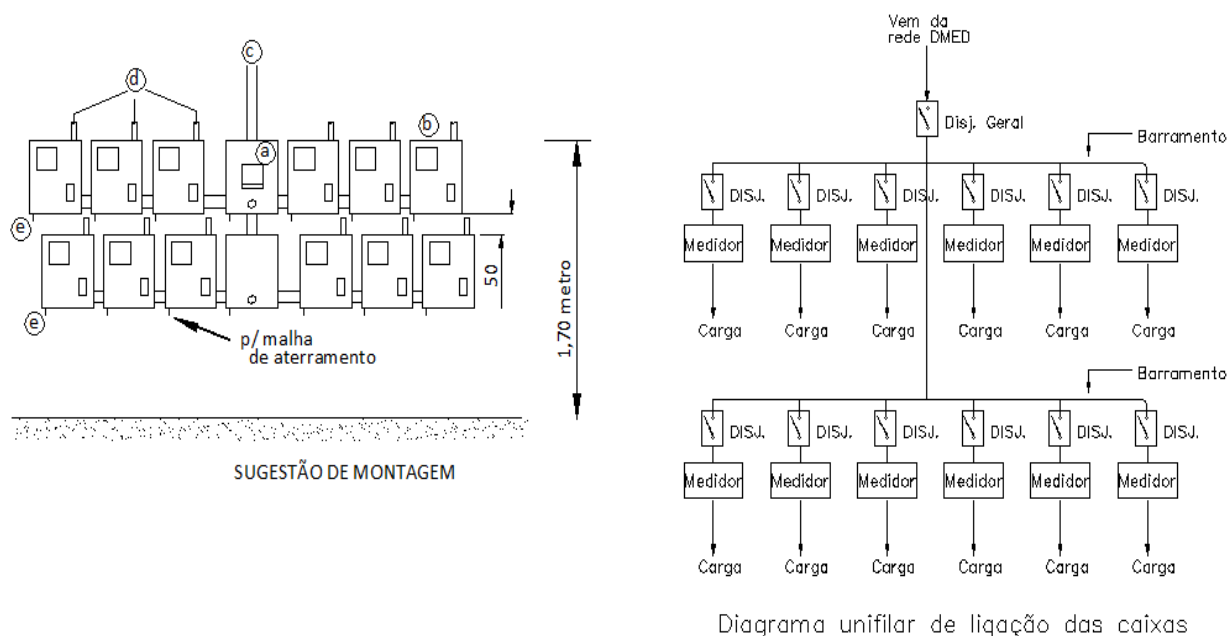 c
d
b
a
e
50
1,70 metro
e
p/ malha
de aterramento
SUGESTÃO DE MONTAGEM
Vem da
rede DMED
Disj. Geral
Barramento
DISJ. DISJ. DISJ. DISJ. DISJ. DISJ.
Medidor Medidor Medidor Medidor Medidor Medidor
Carga Carga Carga Carga Carga Carga
Barramento
DISJ. DISJ. DISJ. DISJ. DISJ. DISJ.
Medidor Medidor Medidor Medidor Medidor Medidor
Carga Carga Carga Carga Carga Carga
Diagrama unifilar de ligação das caixas